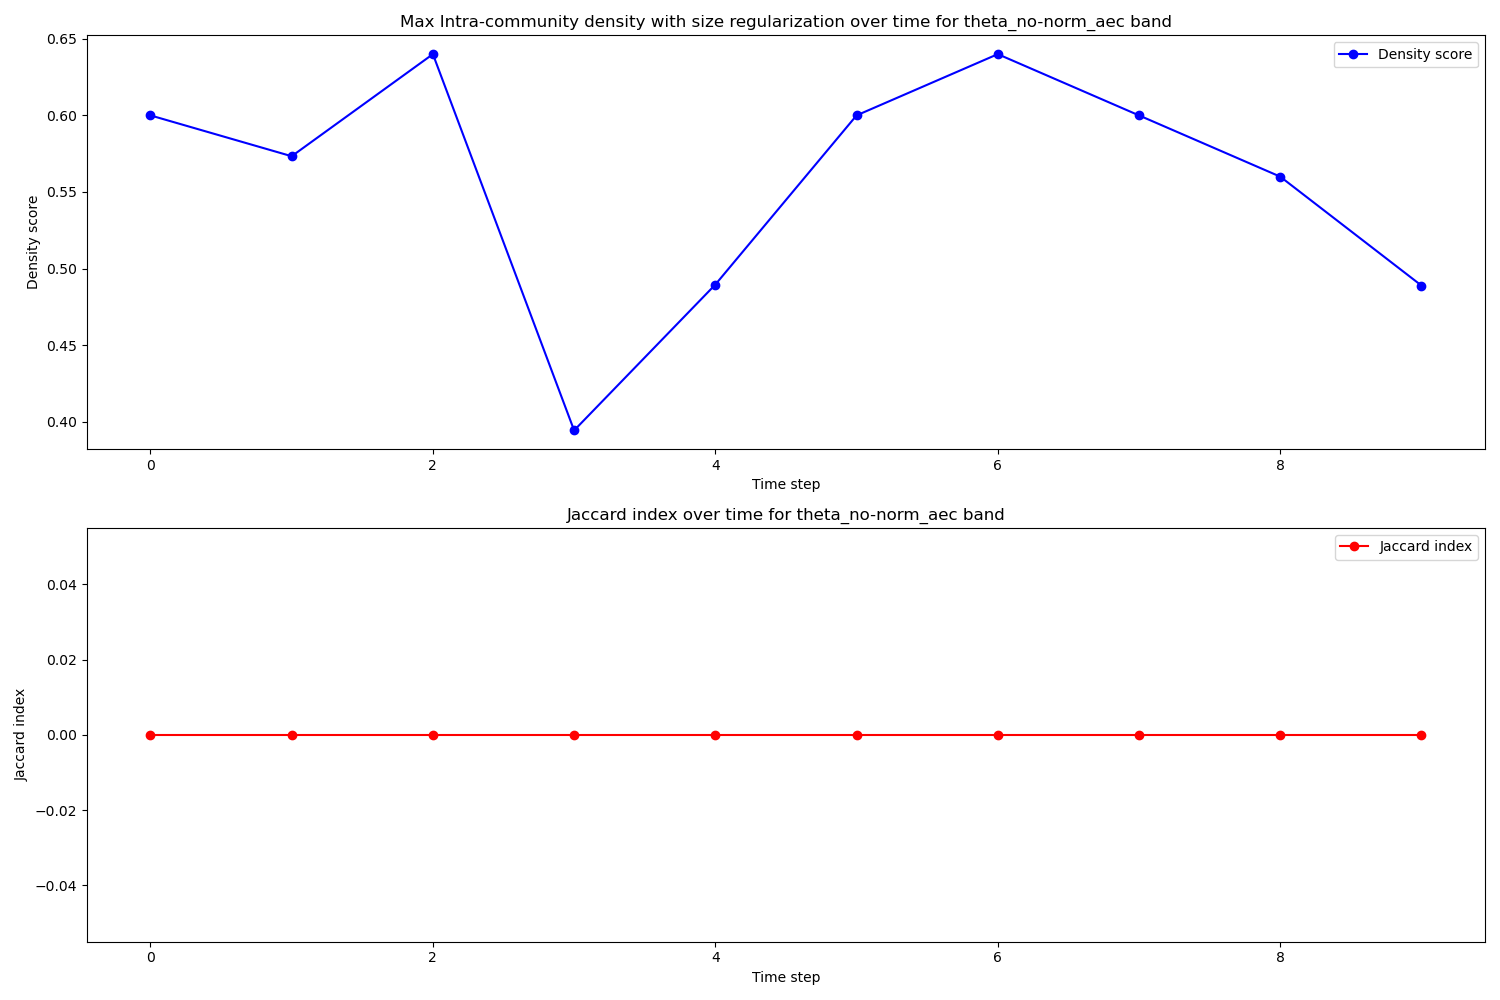 Max Intra-community density with size regularization over time for theta_no-norm_aec band
Density score
0.65
0.60
0.55
0.50
0.45
0.40
Density score
0 2 4 6 8
Time step
Jaccard index over time for theta_no-norm_aec band
Jaccard index
0.04
0.02
0.00
−0.02
−0.04
Jaccard index
0 2 4 6 8
Time step